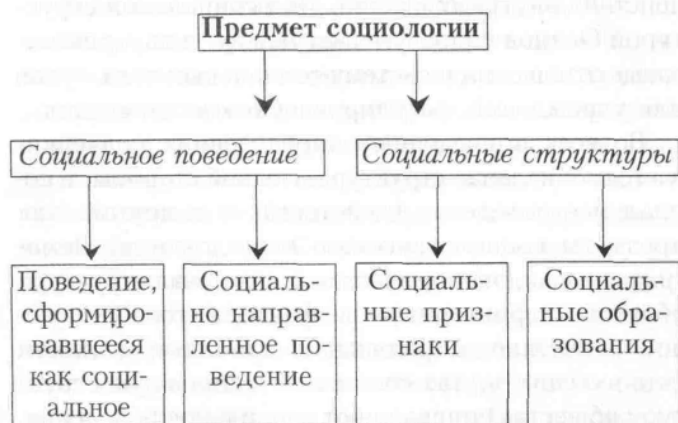 Предмет социологии
Социальное поведение
Социальные структуры
Поведение,
сформиро-
вавшееся
как соци-
альное
Социаль-
но направ-
ленное по-
ведение
Социаль-
ные приз-
наки
Социаль-
ные обра-
зования